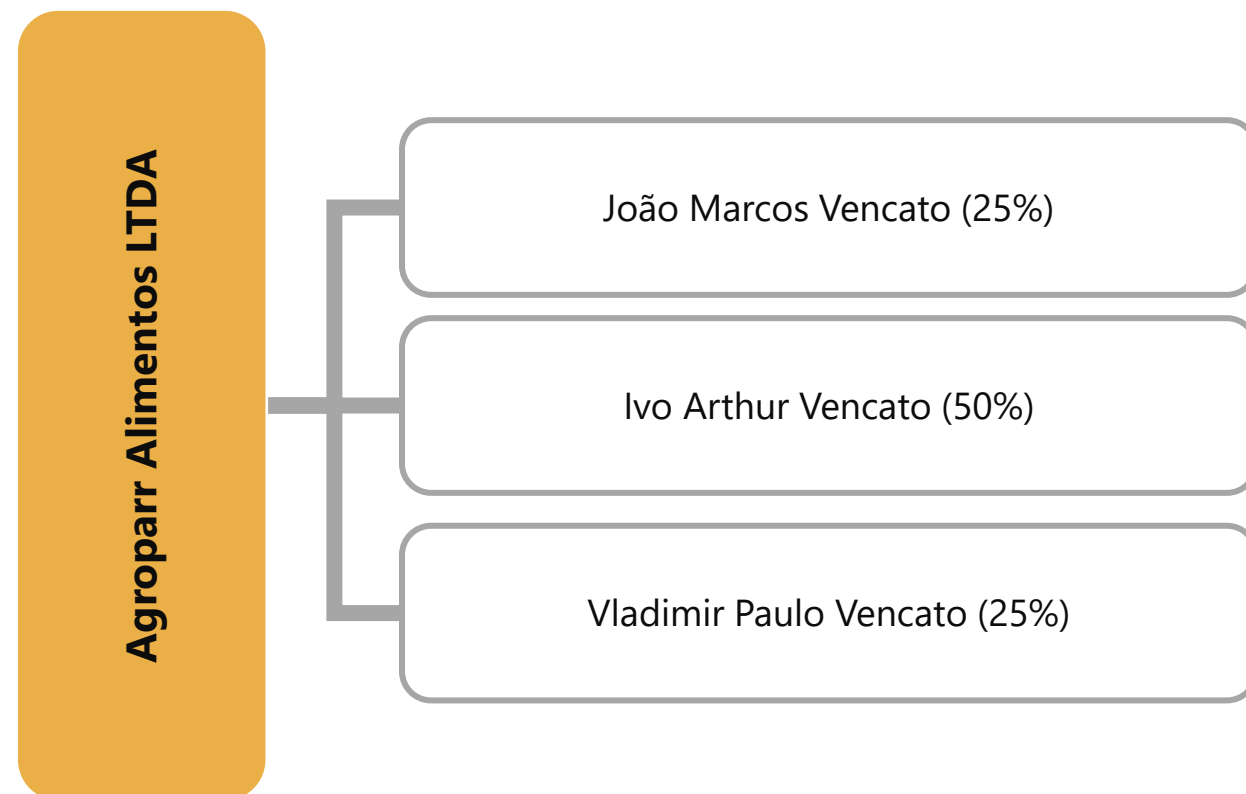 Agroparr Alimentos LTDA
João Marcos Vencato (25%)
Ivo Arthur Vencato (50%)
Vladimir Paulo Vencato (25%)